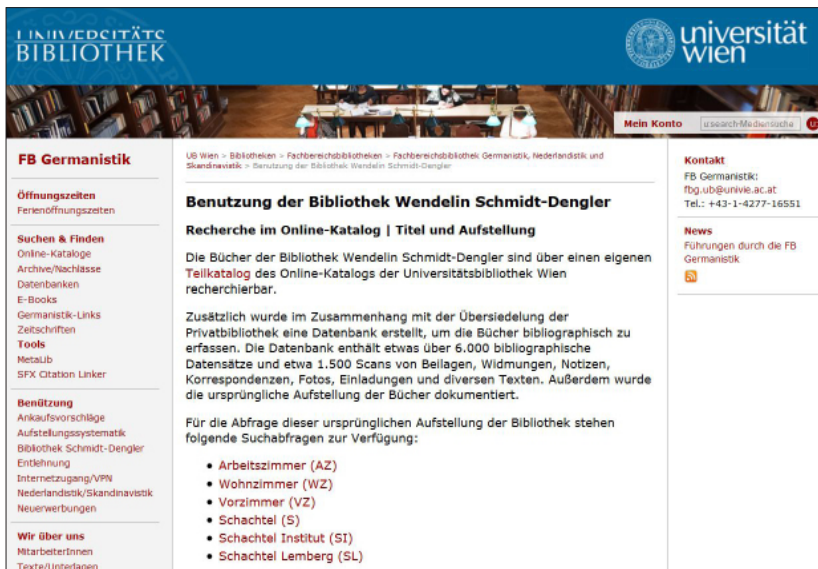 UNIVERSITÄTS
BIBLIOTHEK
universität
wien
Mein Konto
u:search-Mediensuche
FB Germanistik
Öffnungszeiten
Ferienöffnungszeiten
Suchen & Finden
Online-Kataloge
Archive/Nachlässe
Datenbanken
E-Books
Germanistik-Links
Zeitschriften
Tools
MetaLib
SFX Citation Linker
Benützung
Ankaufsvorschläge
Aufstellungssystematik
Bibliothek Schmidt-Dengler
Entlehnung
Internetzugang/VPN
Nederlandistik/Skandinavistik
Neuerwerbungen
Wir über uns
MitarbeiterInnen
Texte/Unterlagen
UB Wien > Bibliotheken > Fachbereichsbibliotheken > Fachbereichsbibliothek Germanistik, Nederlandistik und
Skandinavistik > Benutzung der Bibliothek Wendelin Schmidt-Dengler
Benutzung der Bibliothek Wendelin Schmidt-Dengler
Recherche im Online-Katalog | Titel und Aufstellung
Die Bücher der Bibliothek Wendelin Schmidt-Dengler sind über einen eigenen
Teilkatalog des Online-Katalogs der Universitätsbibliothek Wien
recherchierbar.
Zusätzlich wurde im Zusammenhang mit der Übersiedelung der
Privatbibliothek eine Datenbank erstellt, um die Bücher bibliographisch zu
erfassen. Die Datenbank enthält etwas über 6.000 bibliographische
Datensätze und etwa 1.500 Scans von Beilagen, Widmungen, Notizen,
Korrespondenzen, Fotos, Einladungen und diversen Texten. Außerdem wurde
die ursprüngliche Aufstellung der Bücher dokumentiert.
Für die Abfrage dieser ursprünglichen Aufstellung der Bibliothek stehen
folgende Suchabfragen zur Verfügung:
• Arbeitszimmer (AZ)
• Wohnzimmer (WZ)
• Vorzimmer (VZ)
• Schachtel (S)
• Schachtel Institut (SI)
• Schachtel Lemberg (SL)
Kontakt
FB Germanistik:
fbg.ub@univie.ac.at
Tel.: +43-1-4277-16551
News
Führungen durch die FB
Germanistik